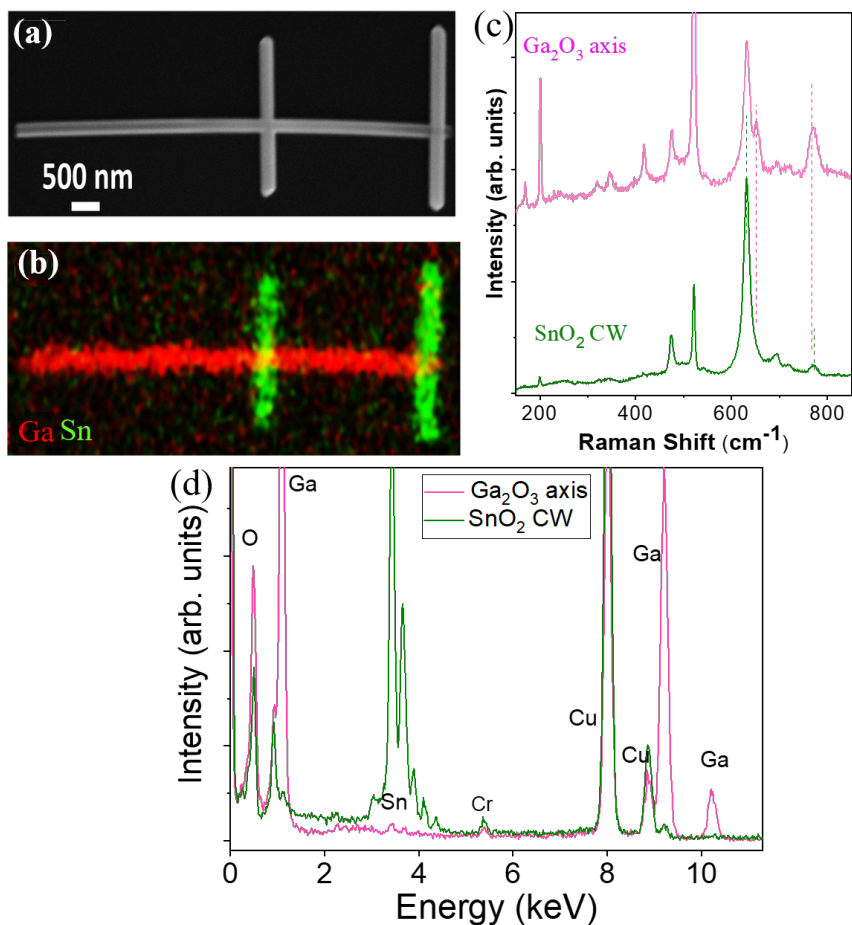 (a)
500 nm
(b)
Ga Sn
(c)
Ga₂O₃ axis
SnO₂ CW
Intensity (arb. units)
200 400 600 800
Raman Shift (cm⁻¹)
(d)
Ga
Ga₂O₃ axis
SnO₂ CW
O
Ga
Cu
Cu
Ga
Sn
Cr
Intensity (arb. units)
0 2 4 6 8 10
Energy (keV)